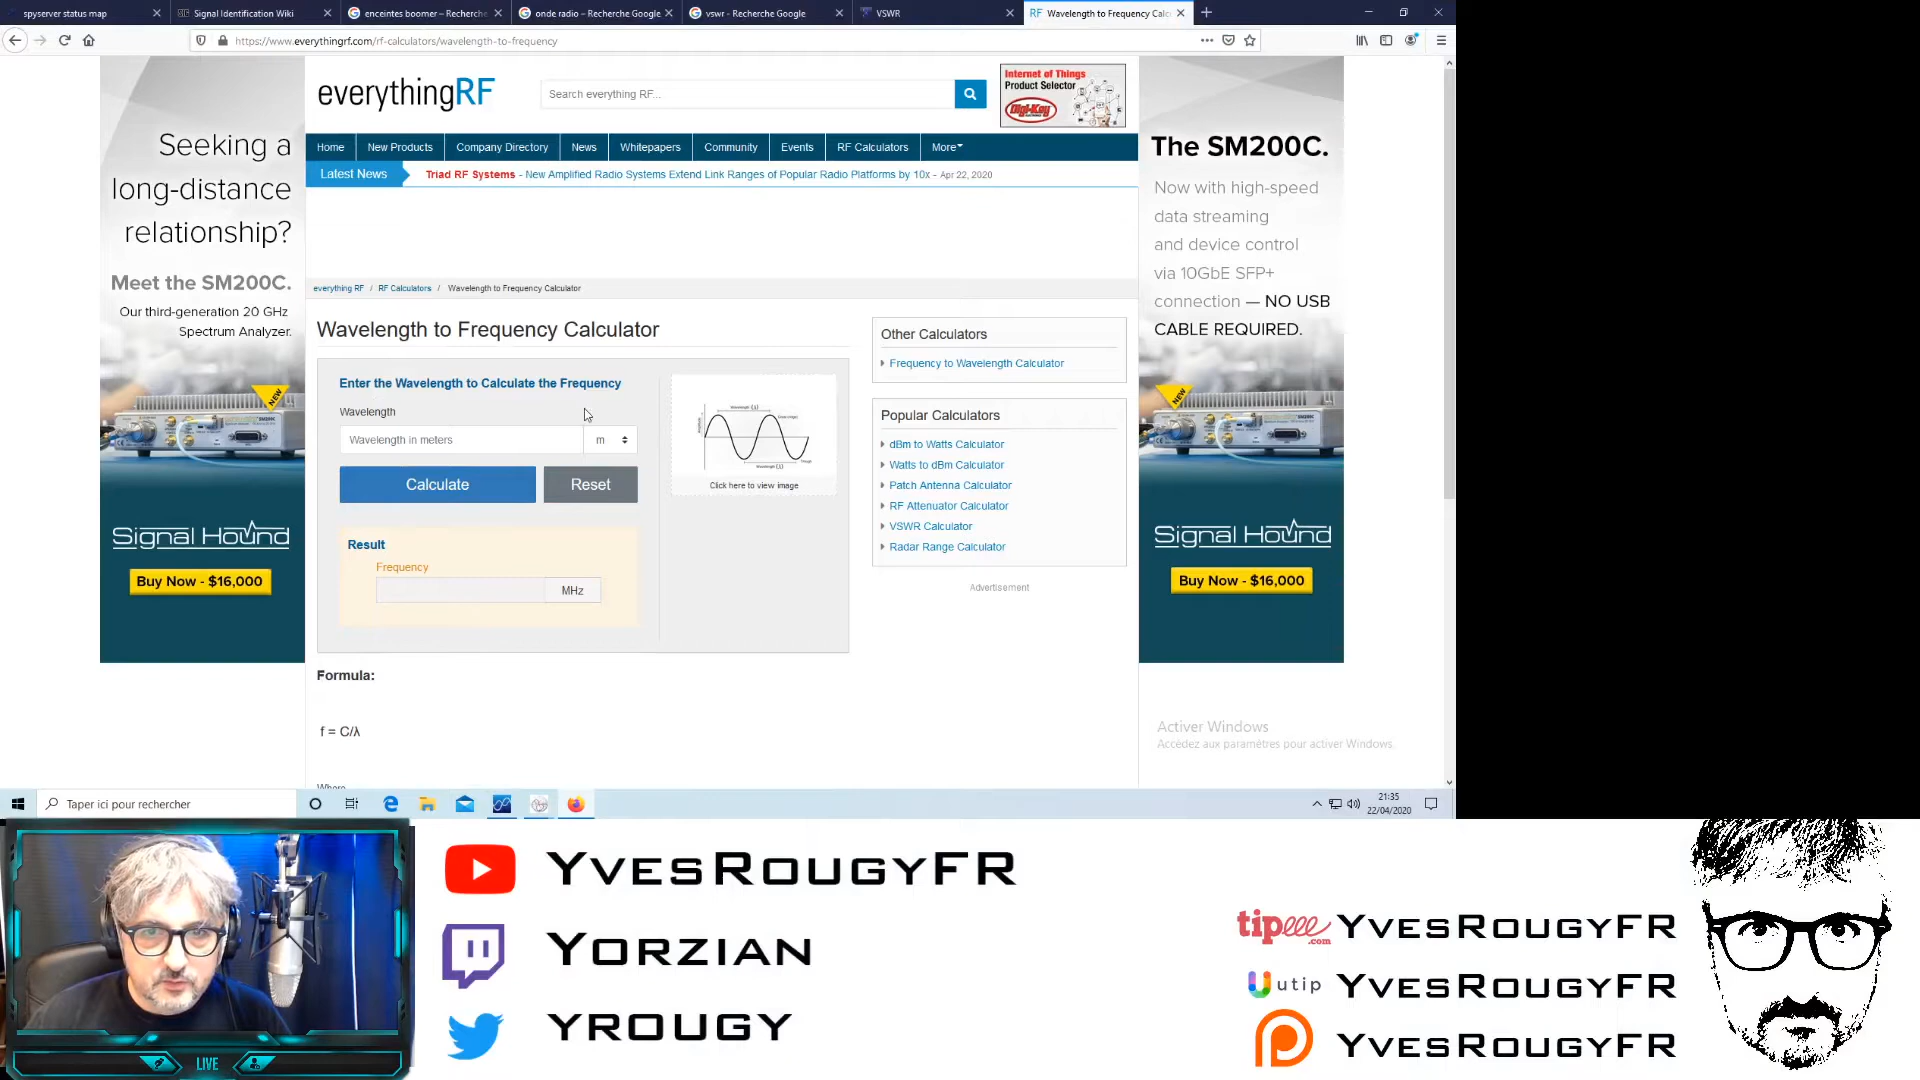 spyserver status map
Signal Identification Wiki
enceintes boomer – Recherche
onde radio – Recherche Google
vswr - Recherche Google
VSWR
RF Wavelength to Frequency Calcu
https://www.everythingrf.com/rf-calculators/wavelength-to-frequency
everythingRF
Search everything RF...
Internet of Things
Product Selector
Digi-Key
Home
New Products
Company Directory
News
Whitepapers
Community
Events
RF Calculators
More
Latest News
Triad RF Systems - New Amplified Radio Systems Extend Link Ranges of Popular Radio Platforms by 10x - Apr 22, 2020
Seeking a
long-distance
relationship?
Meet the SM200C.
Our third-generation 20 GHz
Spectrum Analyzer.
NEW
Signal Hound
Buy Now - $16,000
everything RF / RF Calculators / Wavelength to Frequency Calculator
Wavelength to Frequency Calculator
Enter the Wavelength to Calculate the Frequency
Wavelength
Wavelength in meters
m
Calculate
Reset
Click here to view image
Result
Frequency
MHz
Formula:
f = C/λ
Where
Other Calculators
Frequency to Wavelength Calculator
Popular Calculators
dBm to Watts Calculator
Watts to dBm Calculator
Patch Antenna Calculator
RF Attenuator Calculator
VSWR Calculator
Radar Range Calculator
Advertisement
The SM200C.
Now with high-speed
data streaming
and device control
via 10GbE SFP+
connection — NO USB
CABLE REQUIRED.
NEW
Signal Hound
Buy Now - $16,000
Activer Windows
Accédez aux paramètres pour activer Windows.
Taper ici pour rechercher
21:35
22/04/2020
LIVE
YvesRougyFR
Yorzian
YRougy
tipeee.com YvesRougyFR
utip YvesRougyFR
YvesRougyFR